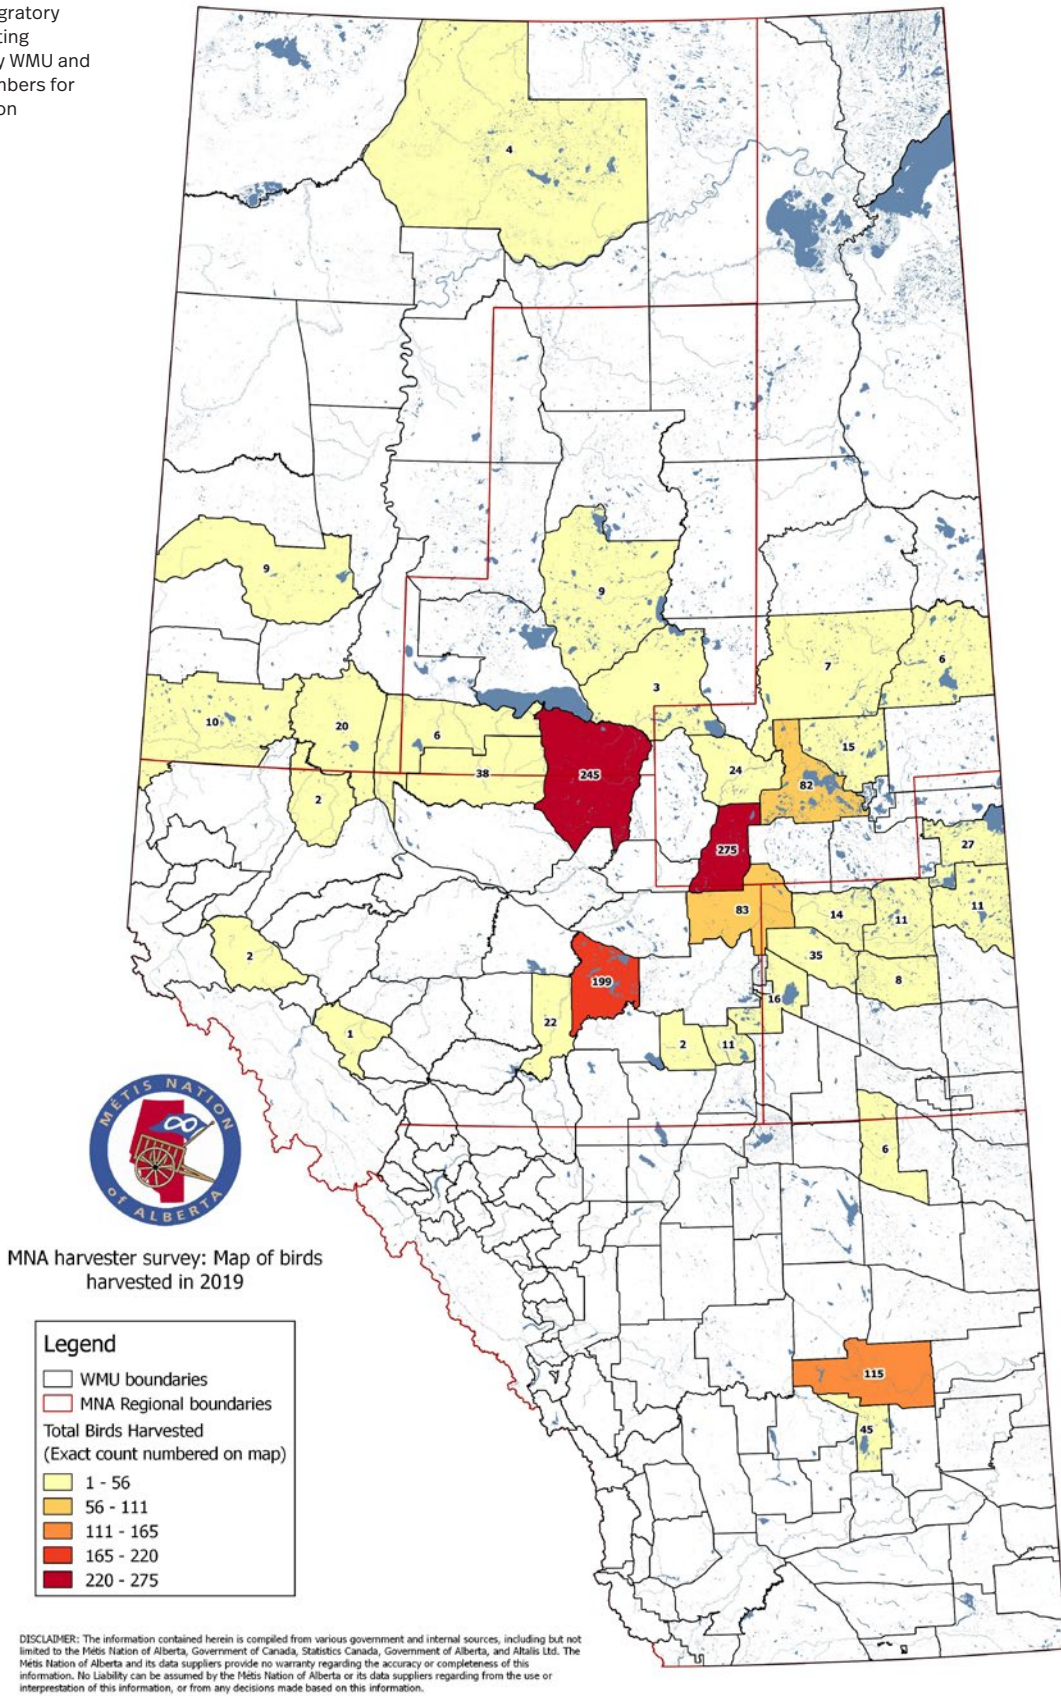 gratory
ting
y WMU and
nbers for
on
4
9
9
3
7
6
10
20
6
38
2
245
24
15
82
275
27
83
14
11
11
2
35
8
199
16
1
22
2
11
6
115
45
MÉTIS NATION
of ALBERTA
MNA harvester survey: Map of birds
harvested in 2019
Legend
WMU boundaries
MNA Regional boundaries
Total Birds Harvested
(Exact count numbered on map)
1 - 56
56 - 111
111 - 165
165 - 220
220 - 275
DISCLAIMER: The information contained herein is compiled from various government and internal sources, including but not
limited to the Métis Nation of Alberta, Government of Canada, Statistics Canada, Government of Alberta, and Altalis Ltd. The
Métis Nation of Alberta and its data suppliers provide no warranty regarding the accuracy or completeness of this
information. No Liability can be assumed by the Métis Nation of Alberta or its data suppliers regarding from the use or
interpretation of this information, or from any decisions made based on this information.